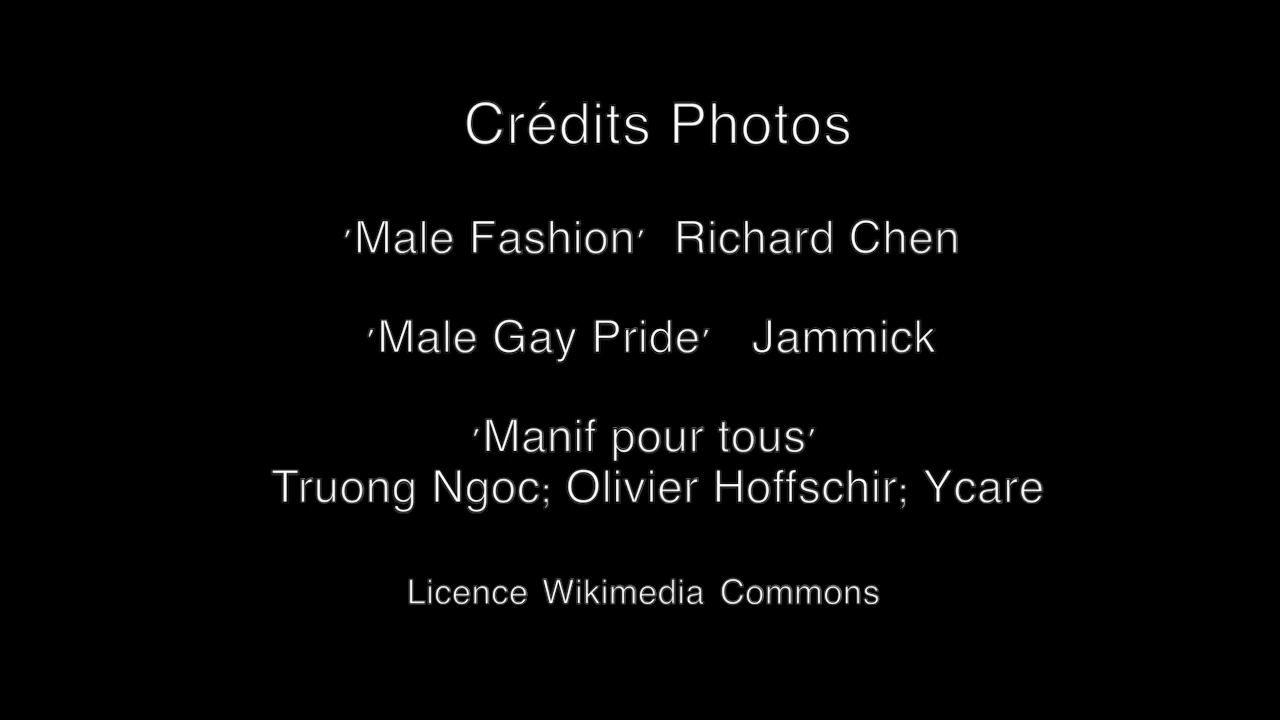 Crédits Photos
'Male Fashion' Richard Chen
'Male Gay Pride' Jammick
'Manif pour tous'
Truong Ngoc; Olivier Hoffschir; Ycare
Licence Wikimedia Commons